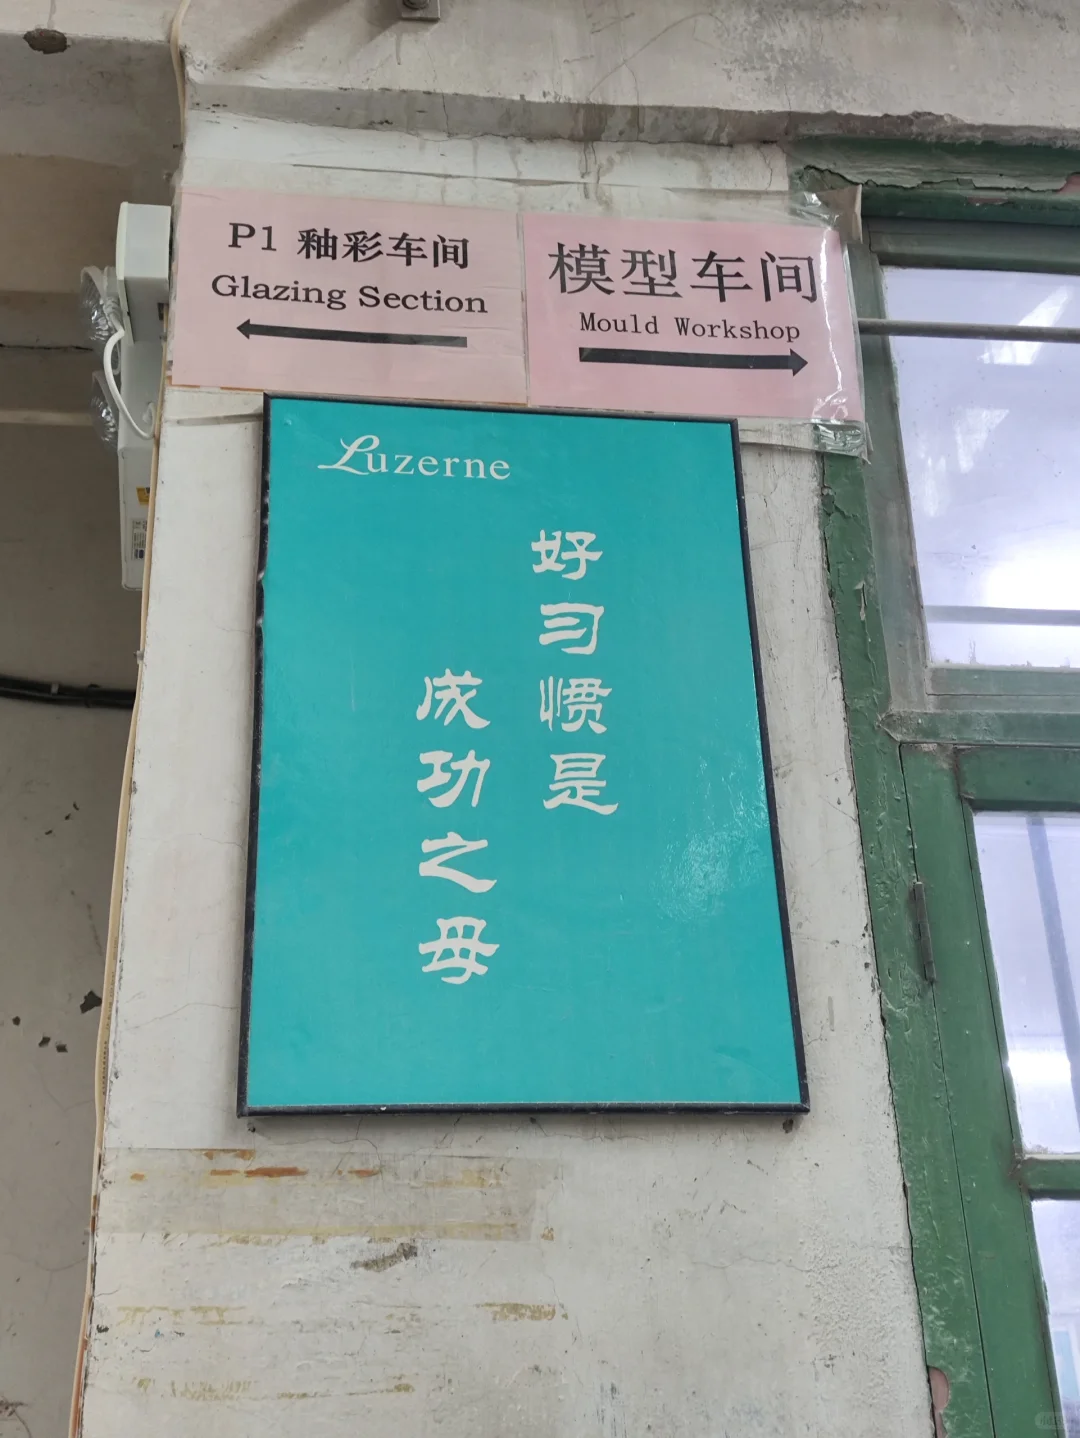 P1 釉彩车间
Glazing Section
模型车间
Mould Workshop
Luzerne
好习惯是
成功之母